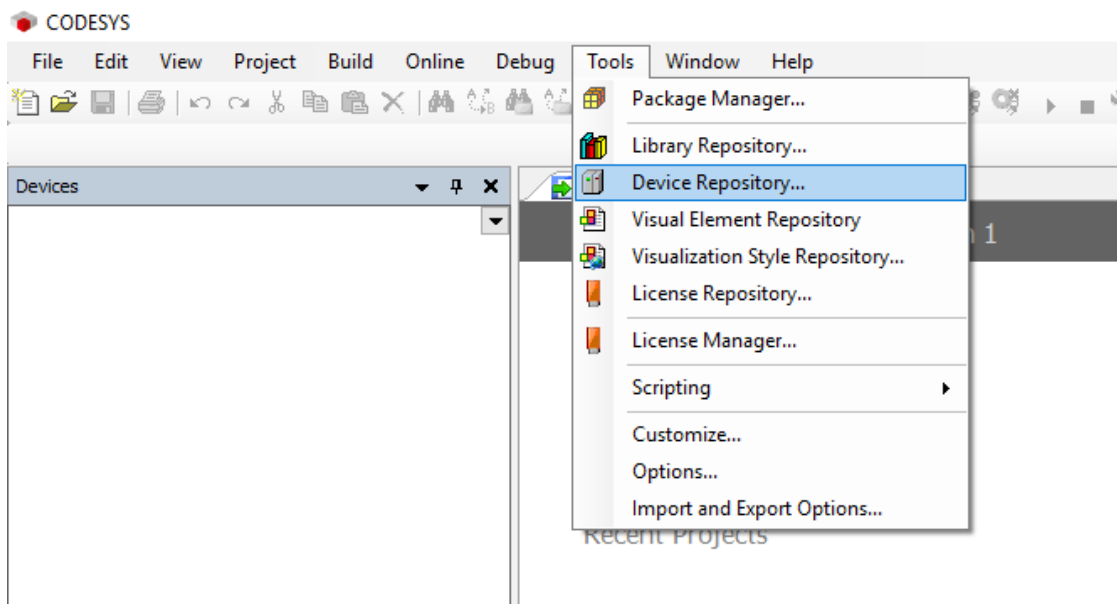 CODESYS
File Edit View Project Build Online Debug Tools Window Help
Package Manager...
Library Repository...
Devices
Device Repository...
Visual Element Repository
1
Visualization Style Repository...
License Repository...
License Manager...
Scripting
Customize...
Options...
Import and Export Options...
Recent Projects